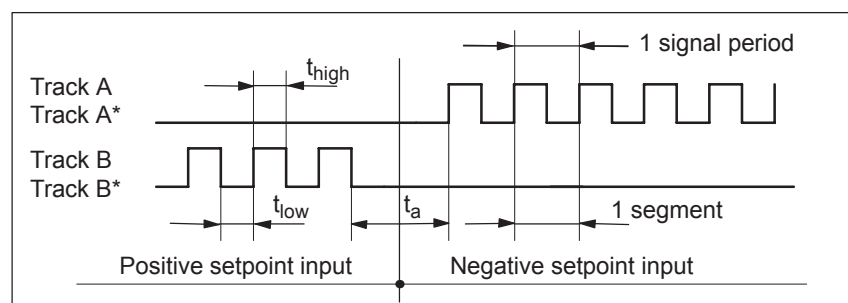 1 signal period
t_high
Track A
Track A*
Track B
Track B*
t_low
t_a
1 segment
Positive setpoint input
Negative setpoint input